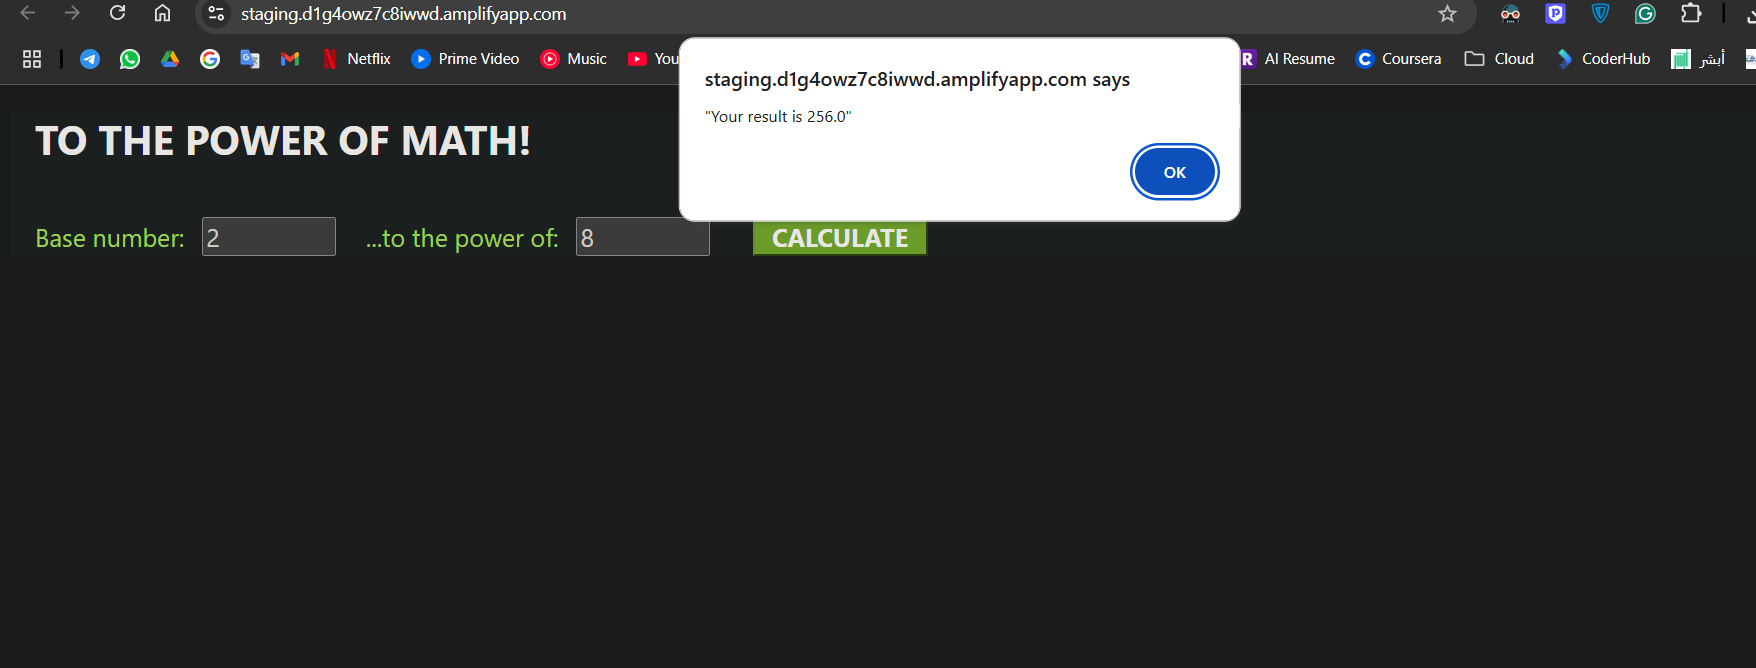 staging.d1g4owz7c8iwwd.amplifyapp.com
Netflix Prime Video Music You AI Resume Coursera Cloud CoderHub أبشر
staging.d1g4owz7c8iwwd.amplifyapp.com says
"Your result is 256.0"
OK
TO THE POWER OF MATH!
Base number: 2 ...to the power of: 8 CALCULATE